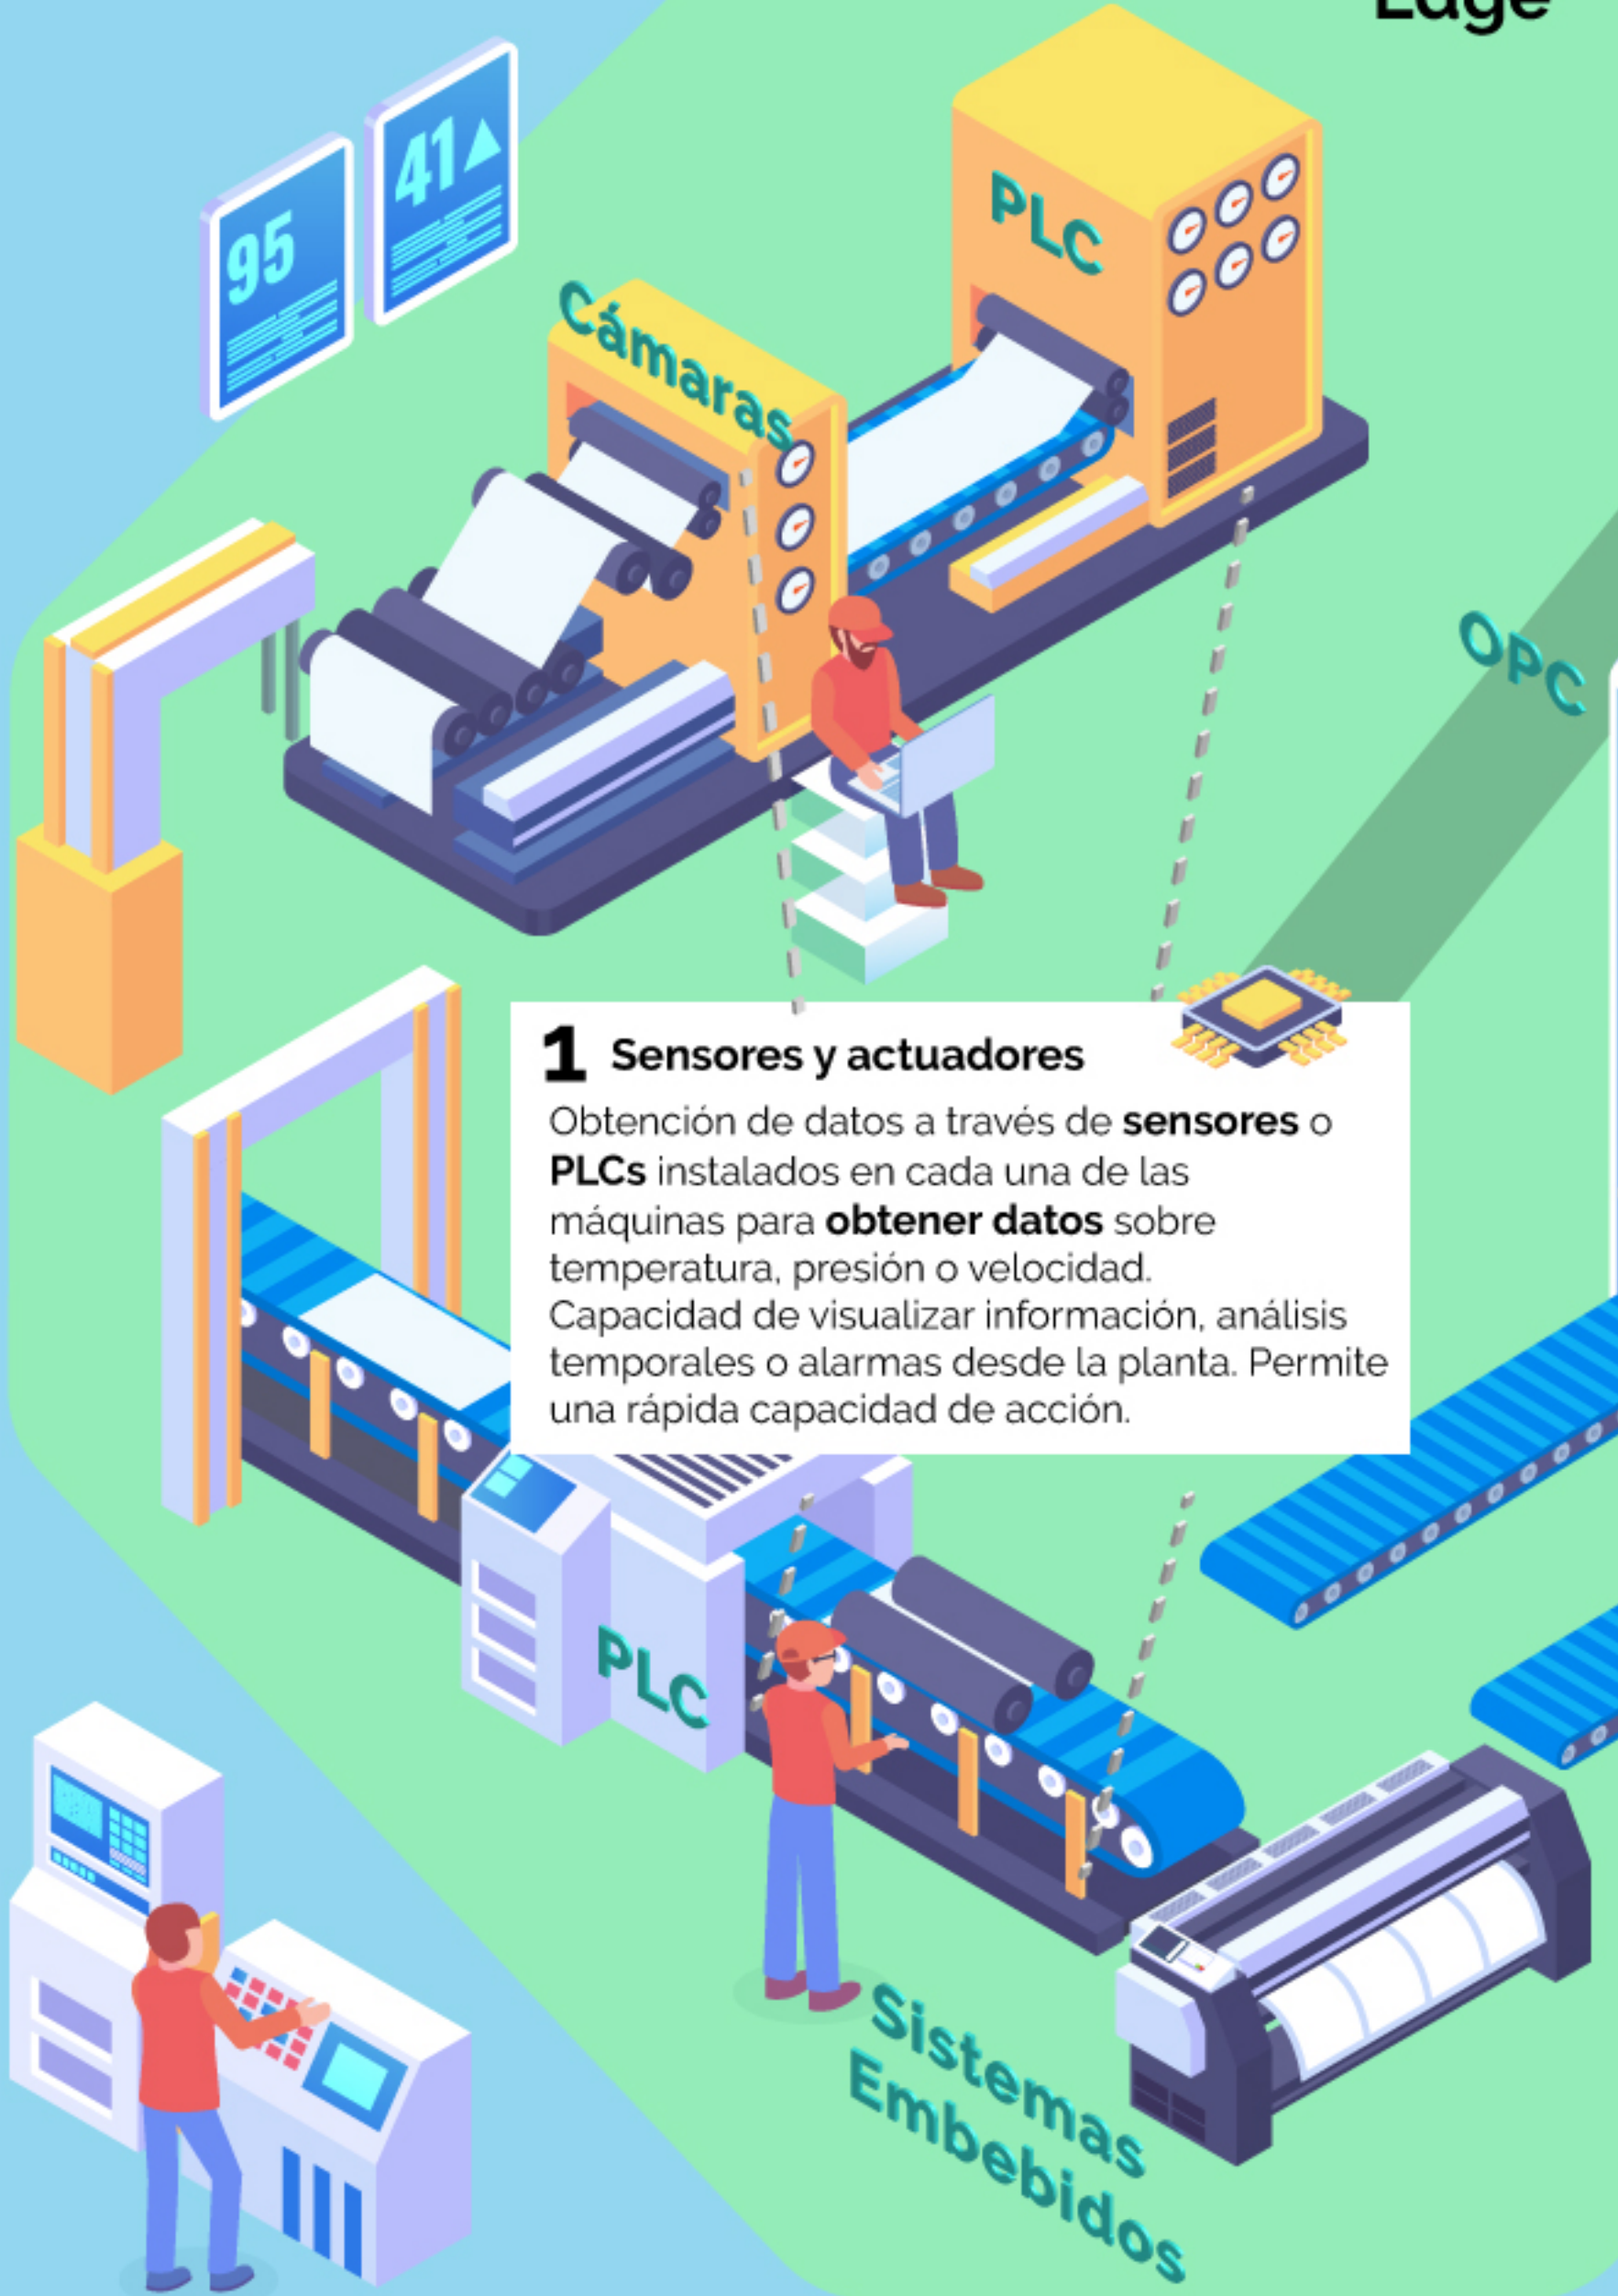 Edge
41
95
PLC
Cámaras
OPC
1 Sensores y actuadores
Obtención de datos a través de sensores o
PLCs instalados en cada una de las
máquinas para obtener datos sobre
temperatura, presión o velocidad.
Capacidad de visualizar información, análisis
temporales o alarmas desde la planta. Permite
una rápida capacidad de acción.
PLC
Sistemas
Embebidos